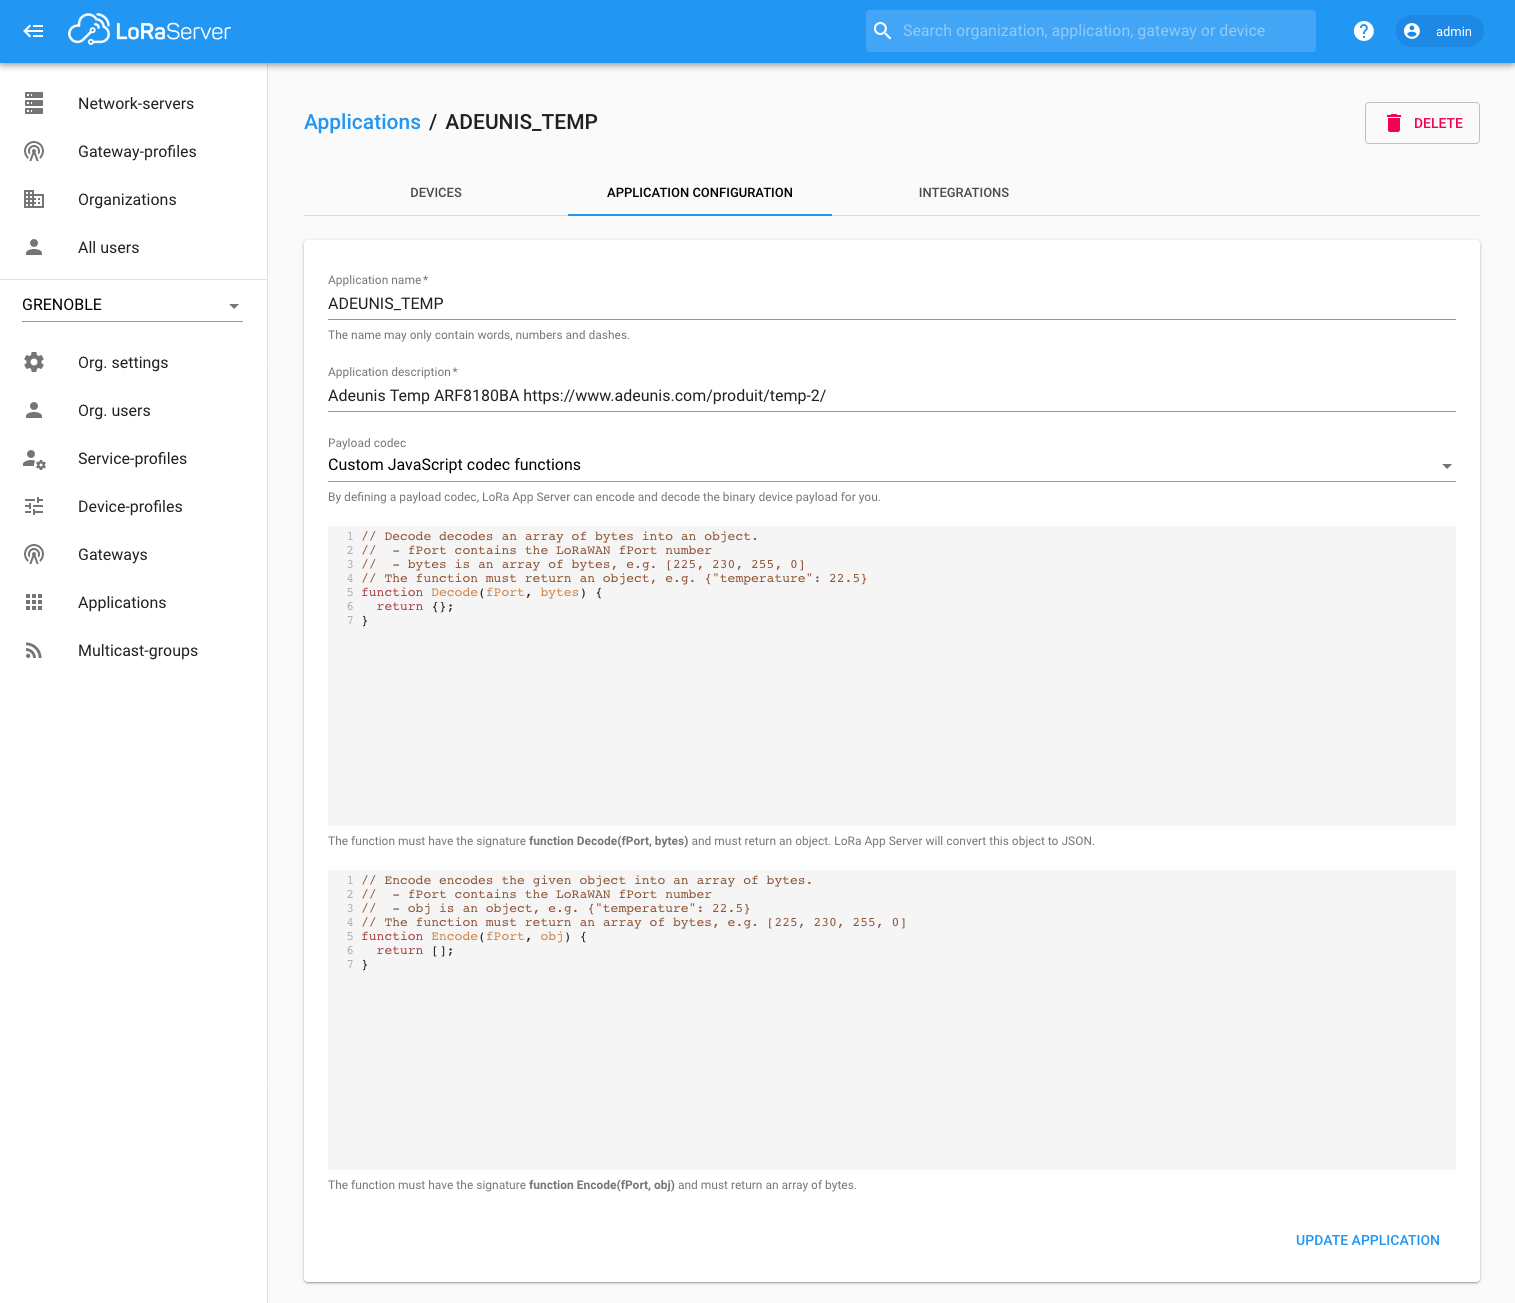 LoRaServer
Search organization, application, gateway or device
admin
Network-servers
Gateway-profiles
Organizations
All users
GRENOBLE
Org. settings
Org. users
Service-profiles
Device-profiles
Gateways
Applications
Multicast-groups
Applications / ADEUNIS_TEMP
DELETE
DEVICES
APPLICATION CONFIGURATION
INTEGRATIONS
Application name *
ADEUNIS_TEMP
The name may only contain words, numbers and dashes.
Application description *
Adeunis Temp ARF8180BA https://www.adeunis.com/produit/temp-2/
Payload codec
Custom JavaScript codec functions
By defining a payload codec, LoRa App Server can encode and decode the binary device payload for you.
1 // Decode decodes an array of bytes into an object.
2 //  - fPort contains the LoRaWAN fPort number
3 //  - bytes is an array of bytes, e.g. [225, 230, 255, 0]
4 // The function must return an object, e.g. {"temperature": 22.5}
5 function Decode(fPort, bytes) {
6   return {};
7 }
The function must have the signature function Decode(fPort, bytes) and must return an object. LoRa App Server will convert this object to JSON.
1 // Encode encodes the given object into an array of bytes.
2 //  - fPort contains the LoRaWAN fPort number
3 //  - obj is an object, e.g. {"temperature": 22.5}
4 // The function must return an array of bytes, e.g. [225, 230, 255, 0]
5 function Encode(fPort, obj) {
6   return [];
7 }
The function must have the signature function Encode(fPort, obj) and must return an array of bytes.
UPDATE APPLICATION